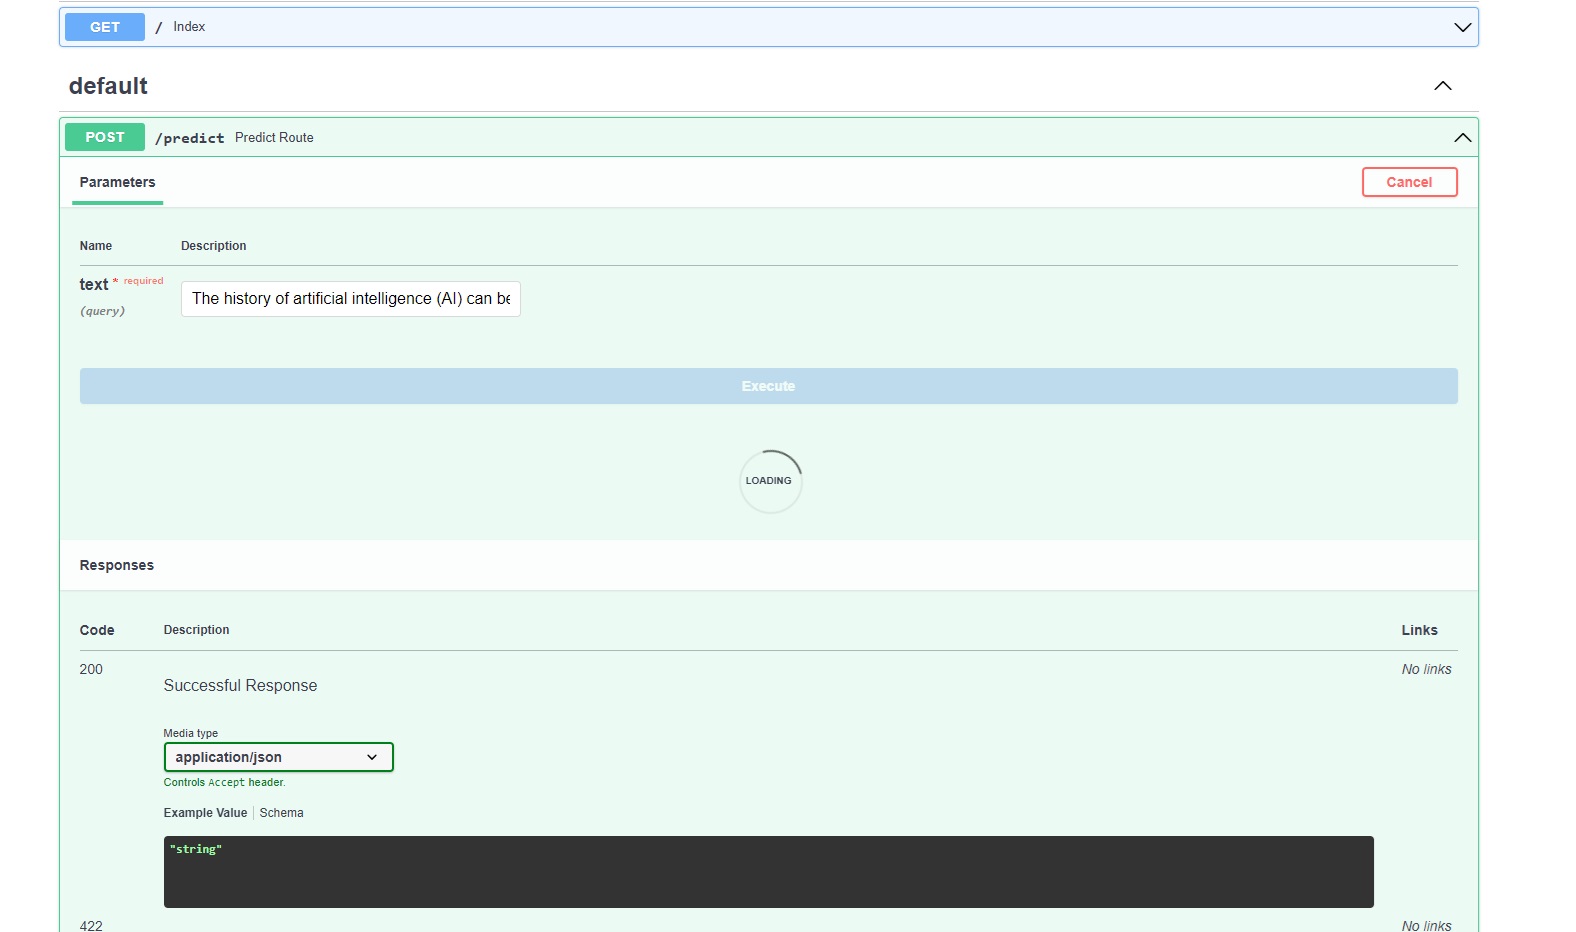 GET / Index
default
POST /predict Predict Route
Parameters
Cancel
Name Description
text * required
(query)
The history of artificial intelligence (AI) can be
Execute
LOADING
Responses
Code Description Links
200
Successful Response
No links
Media type
application/json
Controls Accept header.
Example Value Schema
"string"
422 No links